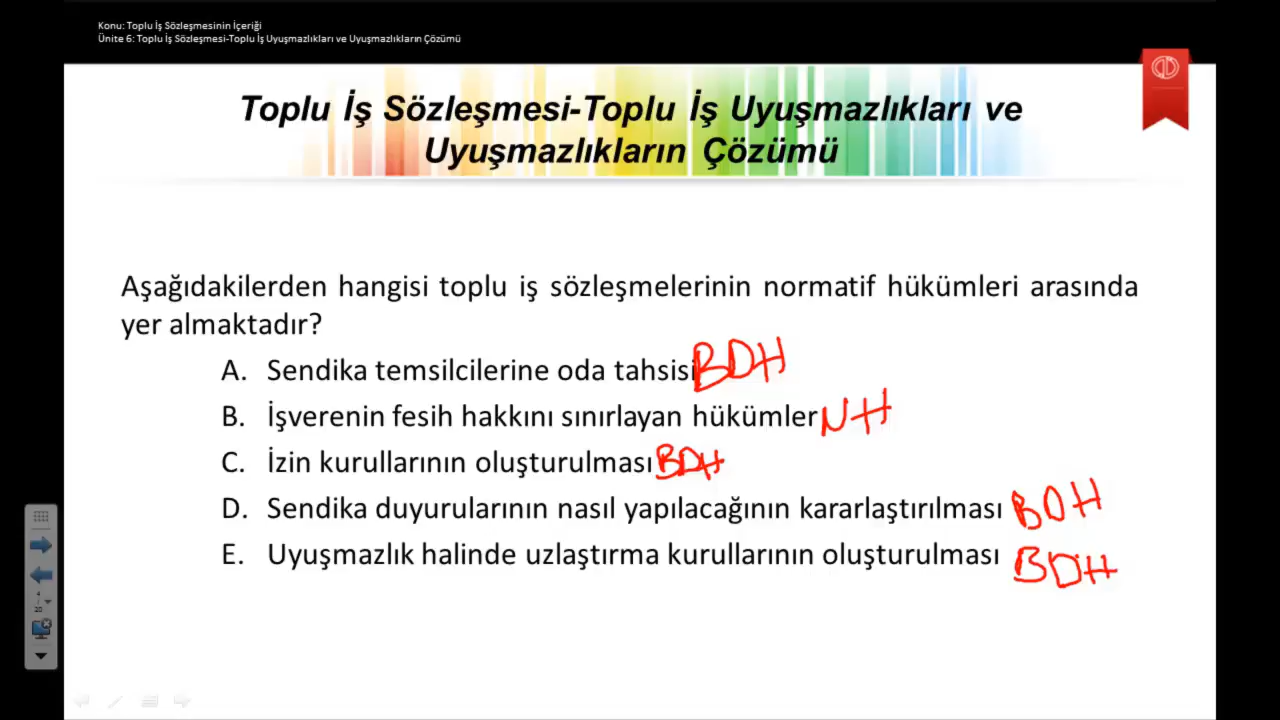 Konu: Toplu İş Sözleşmesinin İçeriği
Ünite 6: Toplu İş Sözleşmesi-Toplu İş Uyuşmazlıkları ve Uyuşmazlıkların Çözümü
Toplu İş Sözleşmesi-Toplu İş Uyuşmazlıkları ve
Uyuşmazlıkların Çözümü
Aşağıdakilerden hangisi toplu iş sözleşmelerinin normatif hükümleri arasında
yer almaktadır?
A. Sendika temsilcilerine oda tahsisi BDH
B. İşverenin fesih hakkını sınırlayan hükümler NH
C. İzin kurullarının oluşturulması BDH
D. Sendika duyurularının nasıl yapılacağının kararlaştırılması BDH
E. Uyuşmazlık halinde uzlaştırma kurullarının oluşturulması BDH
4
/
20